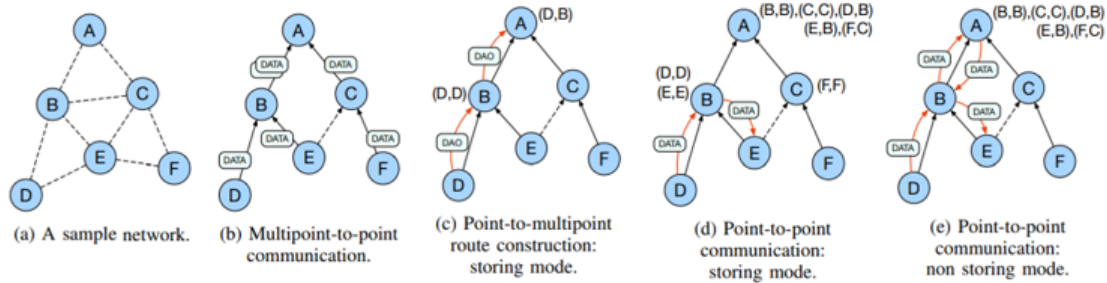 A
B
C
E
F
D
(a) A sample network.
A
DATA
DATA
B
C
DATA
DATA
DATA
E
F
D
(b) Multipoint-to-point
communication.
A
(D,B)
DAO
(D,D)
B
C
DAO
E
F
D
(c) Point-to-multipoint
route construction:
storing mode.
(B,B),(C,C),(D,B)
(E,B),(F,C)
A
(D,D)
(E,E)
B
C
(F,F)
DATA
DATA
E
F
D
(d) Point-to-point
communication:
storing mode.
(B,B),(C,C),(D,B)
(E,B),(F,C)
A
DATA
DATA
B
C
DATA
DATA
E
F
D
(e) Point-to-point
communication:
non storing mode.